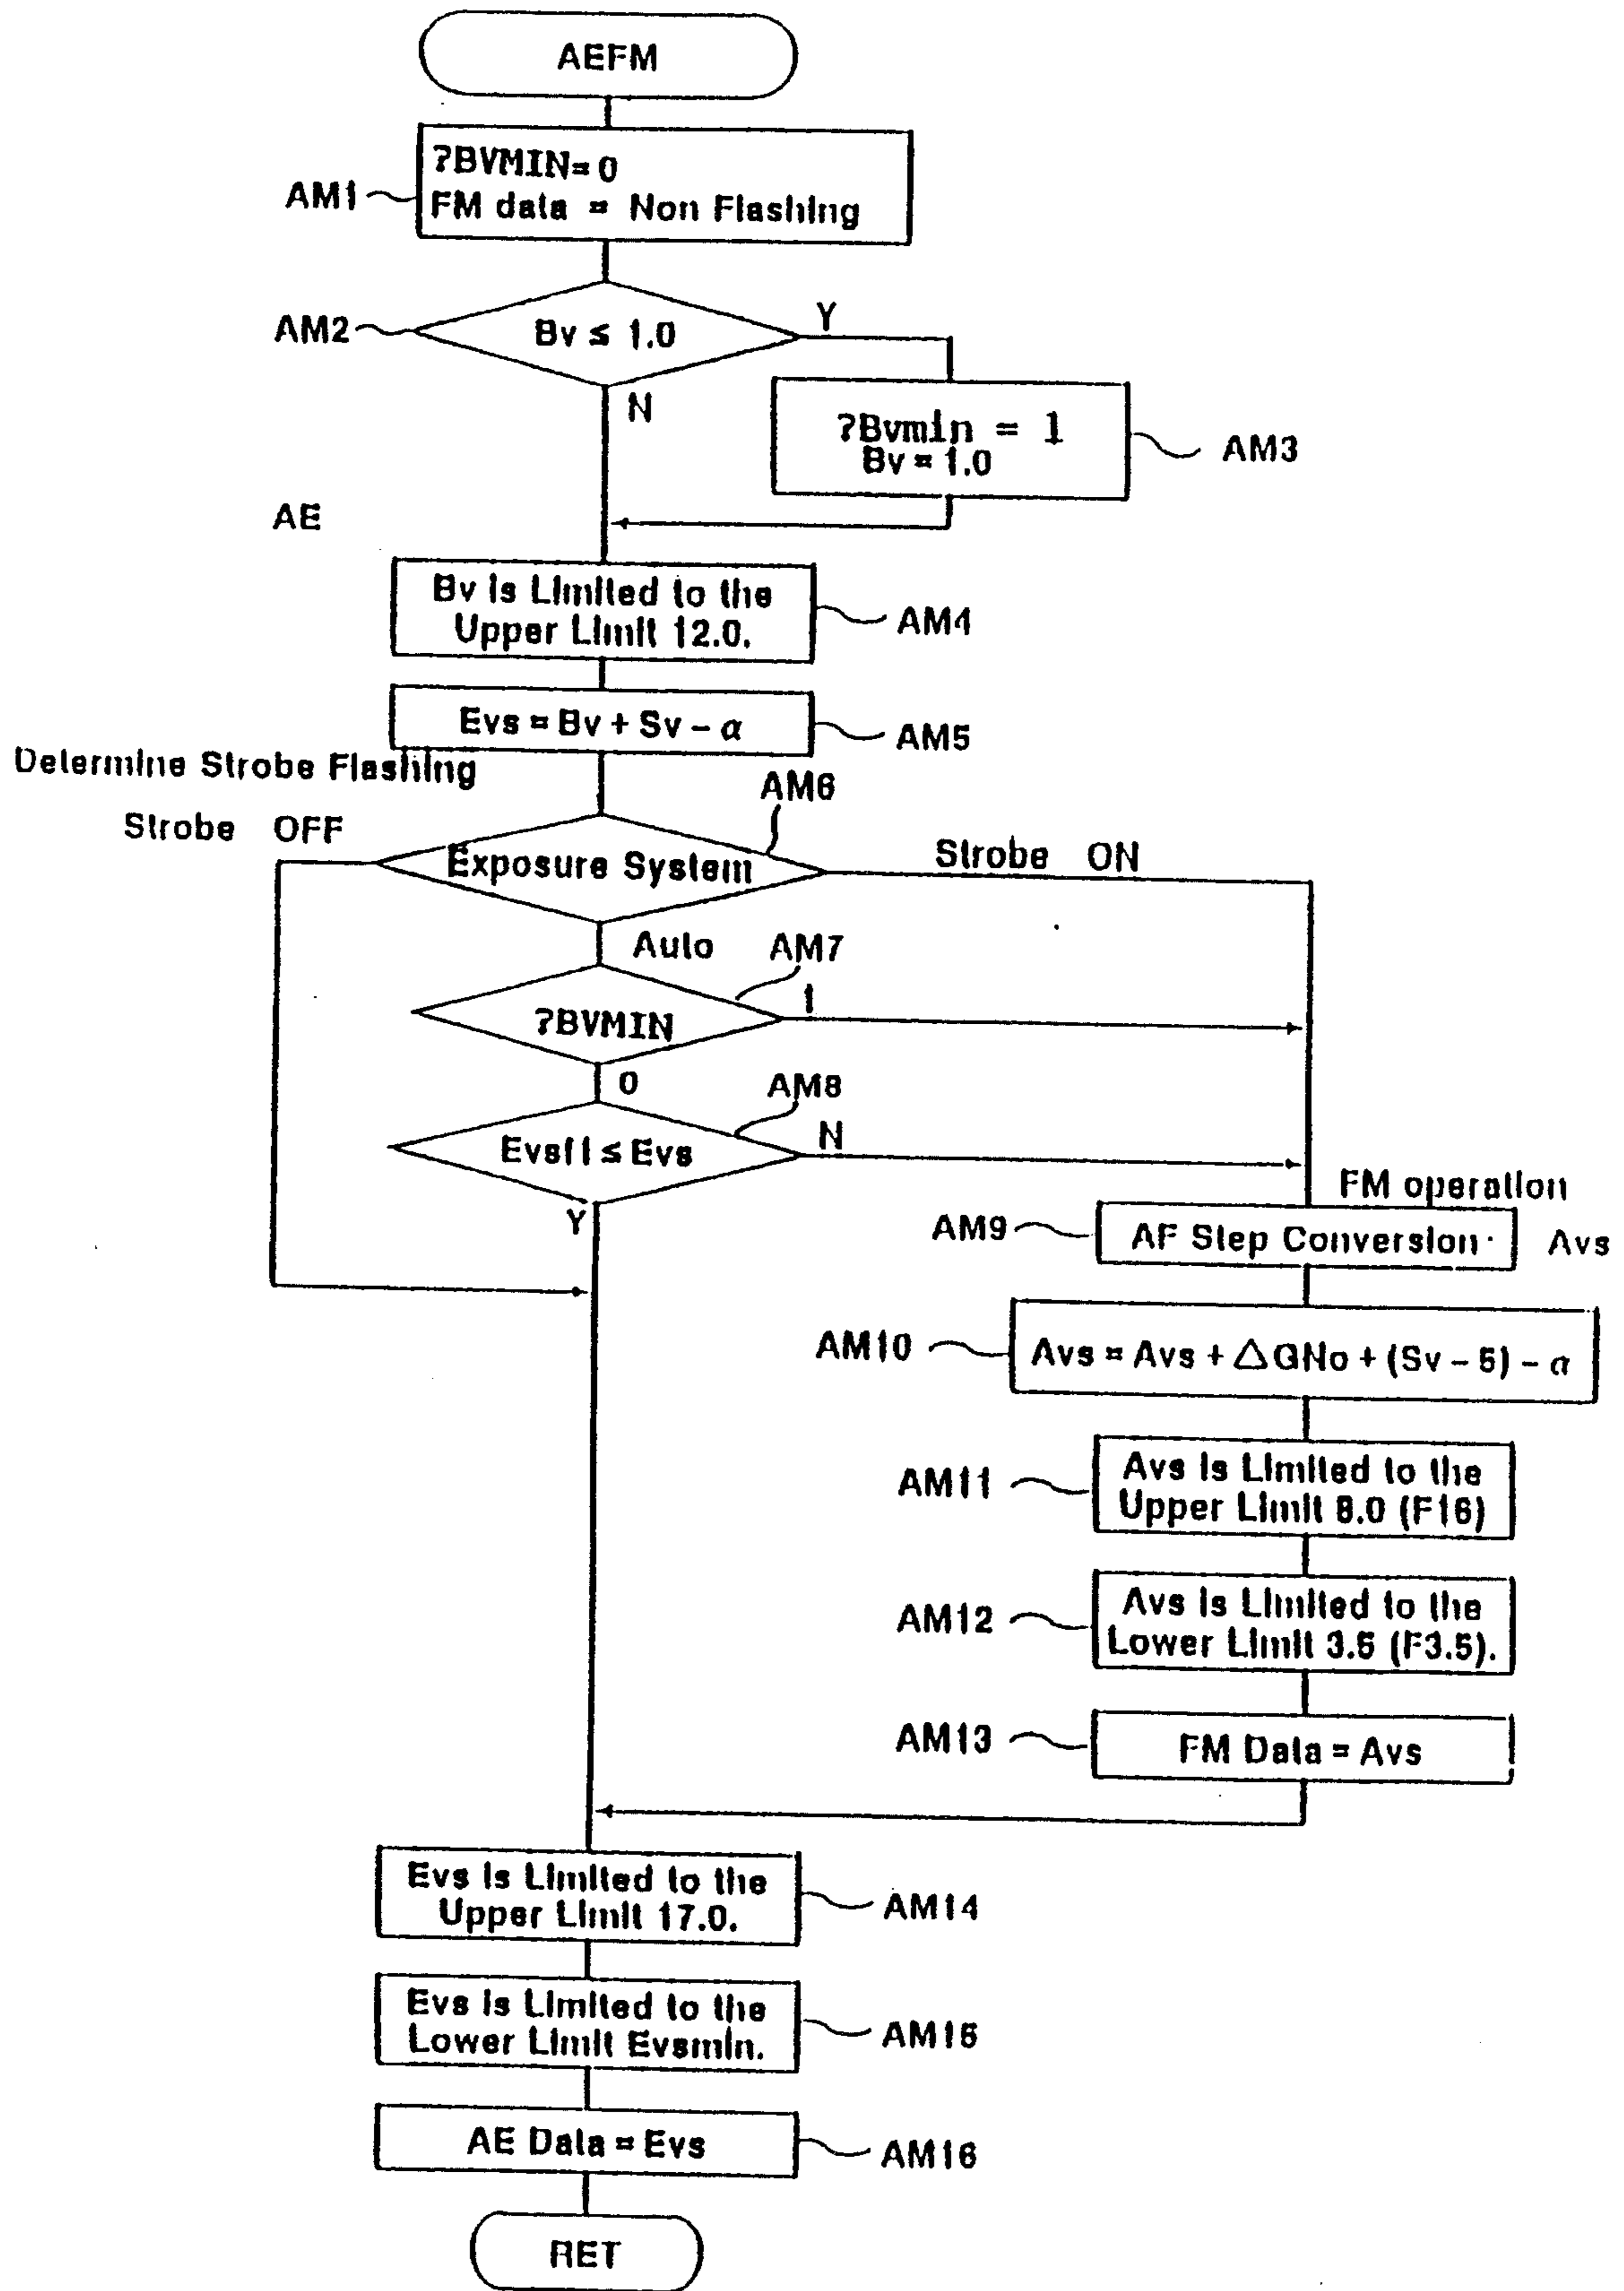 AEFM
?BVMIN=0
AM1
FM data = Non Flashing
AM2
Bv ≤ 1.0
Y
N
?Bvmin = 1
Bv = 1.0
AM3
AE
Bv is Limited to the
Upper Limit 12.0.
AM4
Evs = Bv + Sv - α
AM5
Determine Strobe Flashing
AM6
Strobe OFF
Exposure System
Strobe ON
Auto
AM7
?BVMIN
1
0
AM8
Evsfl ≤ Evs
N
Y
FM operation
AM9
AF Step Conversion
Avs
AM10
Avs = Avs + △GNo + (Sv - 5) - α
AM11
Avs is Limited to the
Upper Limit 8.0 (F16)
AM12
Avs is Limited to the
Lower Limit 3.6 (F3.5).
AM13
FM Data = Avs
Evs is Limited to the
Upper Limit 17.0.
AM14
Evs is Limited to the
Lower Limit Evsmin.
AM15
AE Data = Evs
AM16
RET